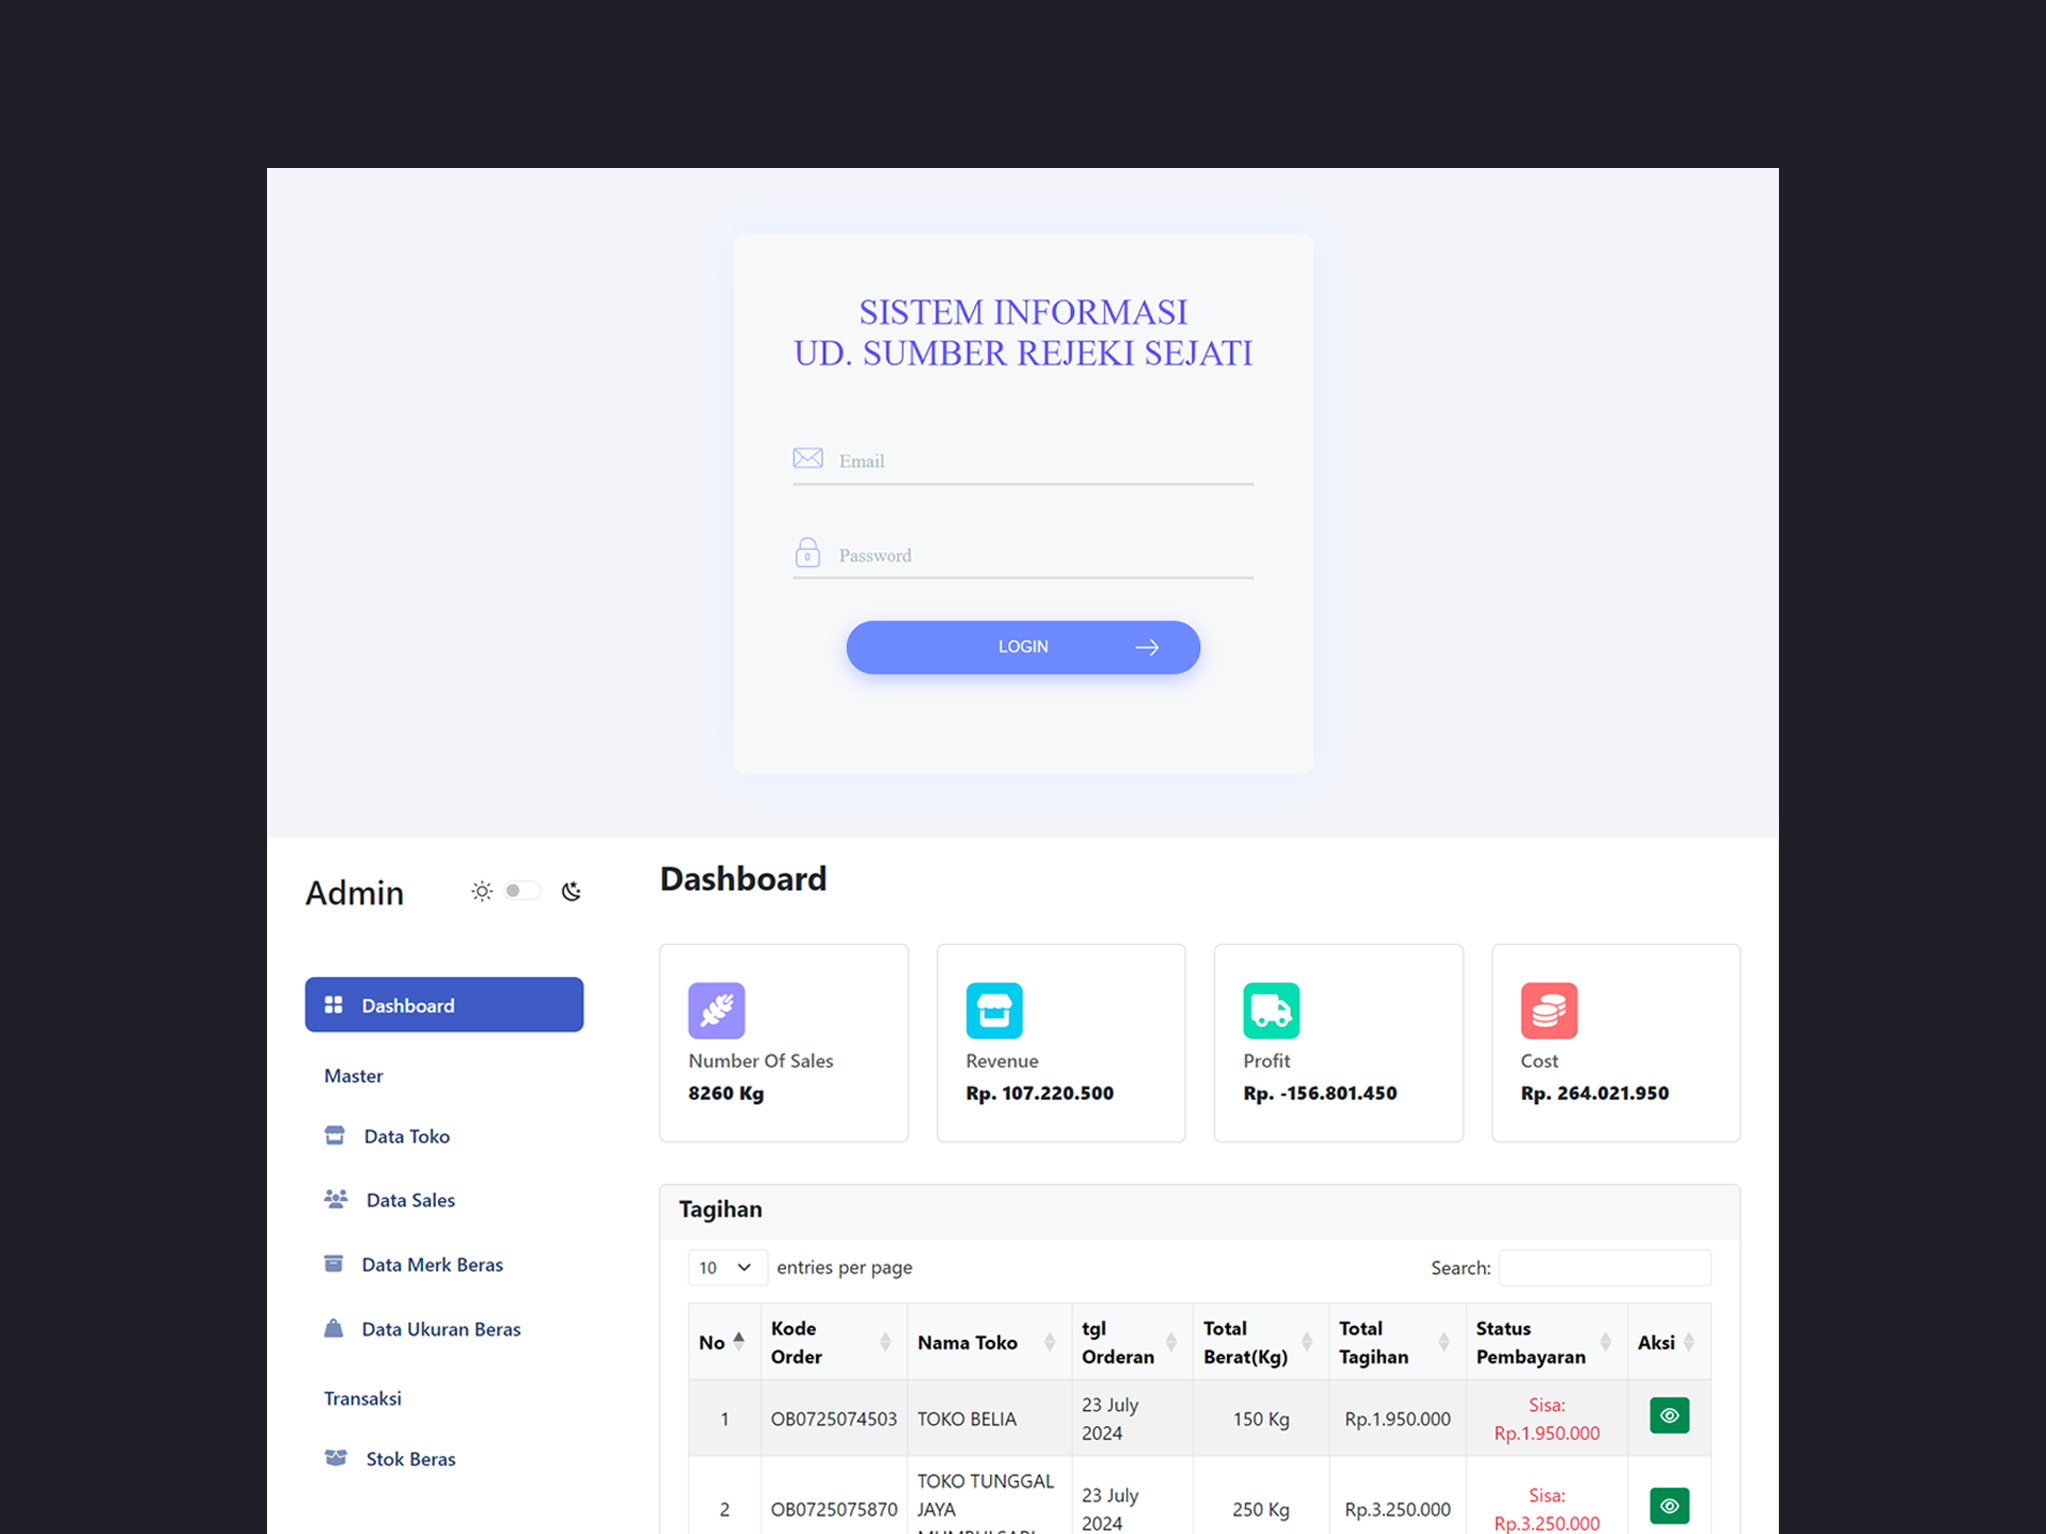 SISTEM INFORMASI
UD. SUMBER REJEKI SEJATI
Email
Password
LOGIN
Admin
Dashboard
Master
Data Toko
Data Sales
Data Merk Beras
Data Ukuran Beras
Transaksi
Stok Beras
Dashboard
Number Of Sales
8260 Kg
Revenue
Rp. 107.220.500
Profit
Rp. -156.801.450
Cost
Rp. 264.021.950
Tagihan
10 entries per page
Search:
No
Kode
Order
Nama Toko
tgl
Orderan
Total
Berat(Kg)
Total
Tagihan
Status
Pembayaran
Aksi
1
OB0725074503
TOKO BELIA
23 July
2024
150 Kg
Rp.1.950.000
Sisa:
Rp.1.950.000
2
OB0725075870
TOKO TUNGGAL
JAYA
23 July
2024
250 Kg
Rp.3.250.000
Sisa:
Rp.3.250.000